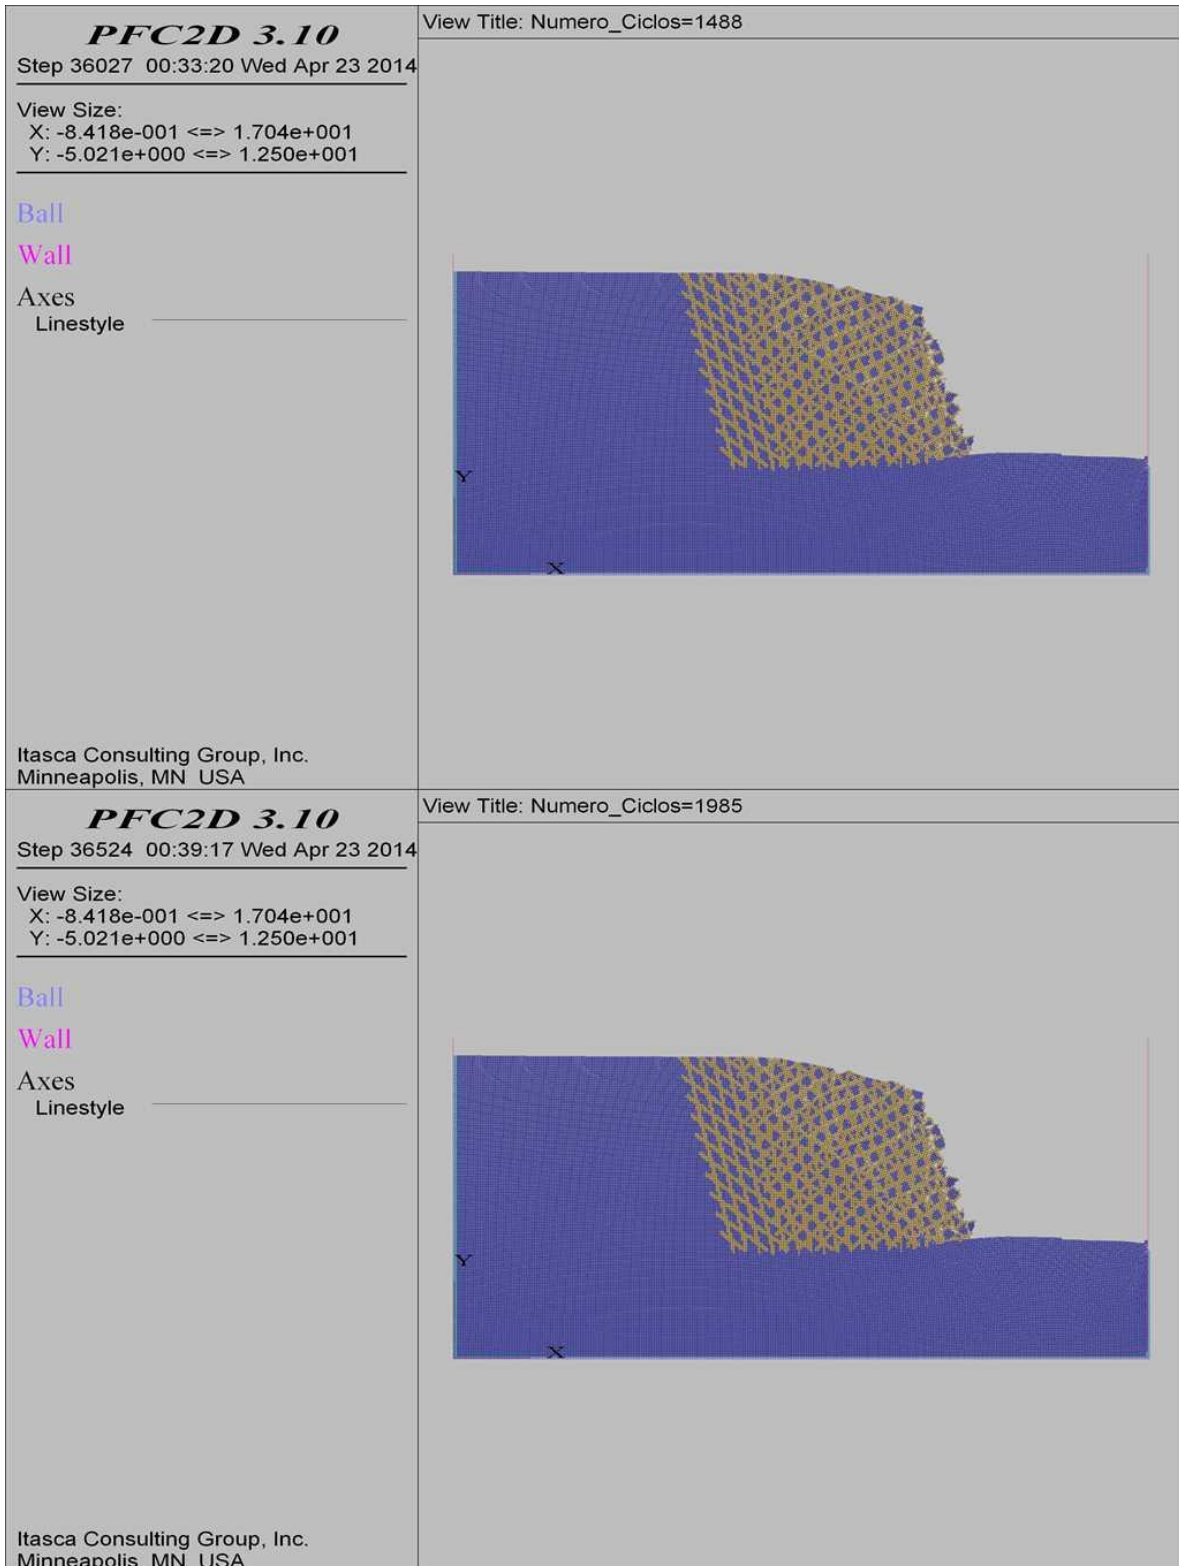 PFC2D 3.10
Step 36027  00:33:20 Wed Apr 23 2014
View Size:
X: -8.418e-001 <=> 1.704e+001
Y: -5.021e+000 <=> 1.250e+001
Ball
Wall
Axes
Linestyle
Itasca Consulting Group, Inc.
Minneapolis, MN  USA
View Title: Numero_Ciclos=1488
Y
X
PFC2D 3.10
Step 36524  00:39:17 Wed Apr 23 2014
View Size:
X: -8.418e-001 <=> 1.704e+001
Y: -5.021e+000 <=> 1.250e+001
Ball
Wall
Axes
Linestyle
Itasca Consulting Group, Inc.
Minneapolis, MN  USA
View Title: Numero_Ciclos=1985
Y
X